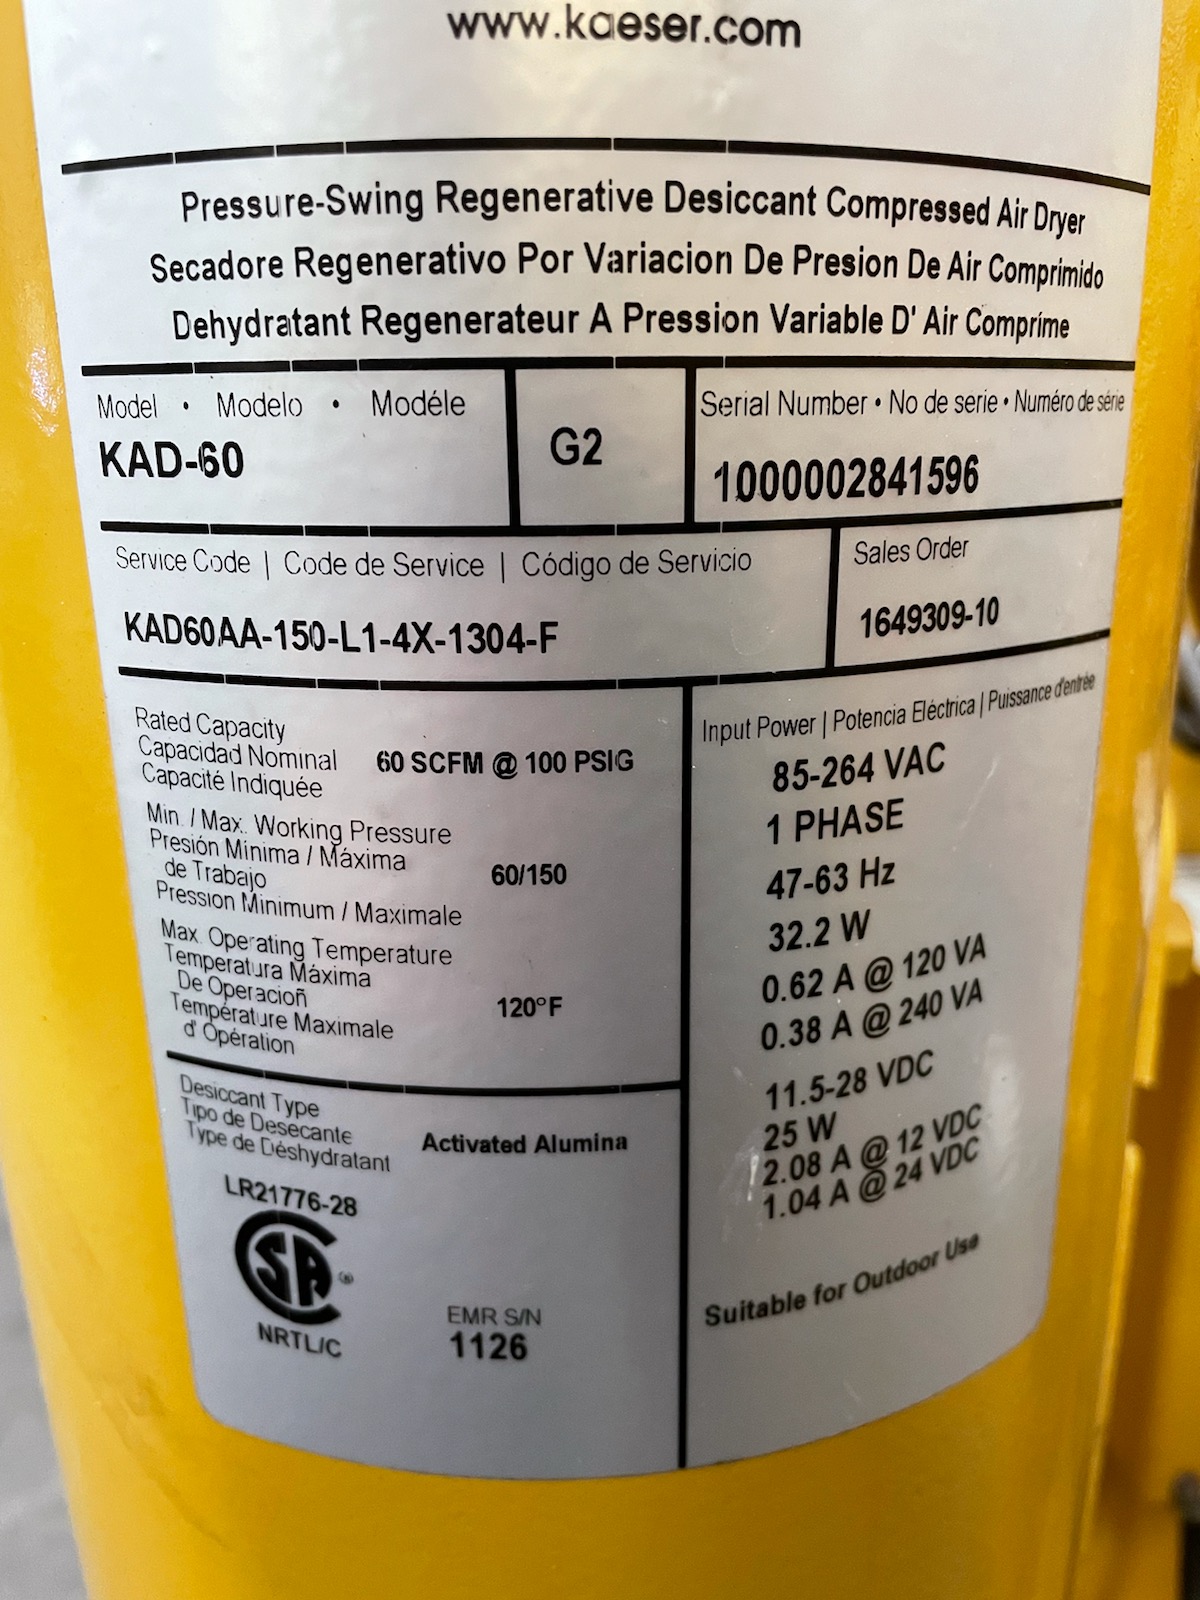 www.kaeser.com
Pressure-Swing Regenerative Desiccant Compressed Air Dryer
Secadore Regenerativo Por Variacion De Presion De Air Comprimido
Dehydratant Regenerateur A Pression Variable D' Air Comprime
Model • Modelo • Modéle
KAD-60
G2
Serial Number • No de serie • Numéro de série
1000002841596
Service Code | Code de Service | Código de Servicio
KAD60AA-150-L1-4X-1304-F
Sales Order
1649309-10
Rated Capacity
Capacidad Nominal
Capacité Indiquée
60 SCFM @ 100 PSIG
Min. / Max. Working Pressure
Presión Mínima / Máxima
de Trabajo
Pression Minimum / Maximale
60/150
Max. Operating Temperature
Temperatura Máxima
De Operacioñ
Température Maximale
d' Opération
120°F
Desiccant Type
Tipo de Desecante
Type de Déshydratant
Activated Alumina
LR21776-28
SA ®
NRTL/C
EMR S/N
1126
Input Power | Potencia Eléctrica | Puissance d'entrée
85-264 VAC
1 PHASE
47-63 Hz
32.2 W
0.62 A @ 120 VA
0.38 A @ 240 VA
11.5-28 VDC
25 W
2.08 A @ 12 VDC
1.04 A @ 24 VDC
Suitable for Outdoor Use